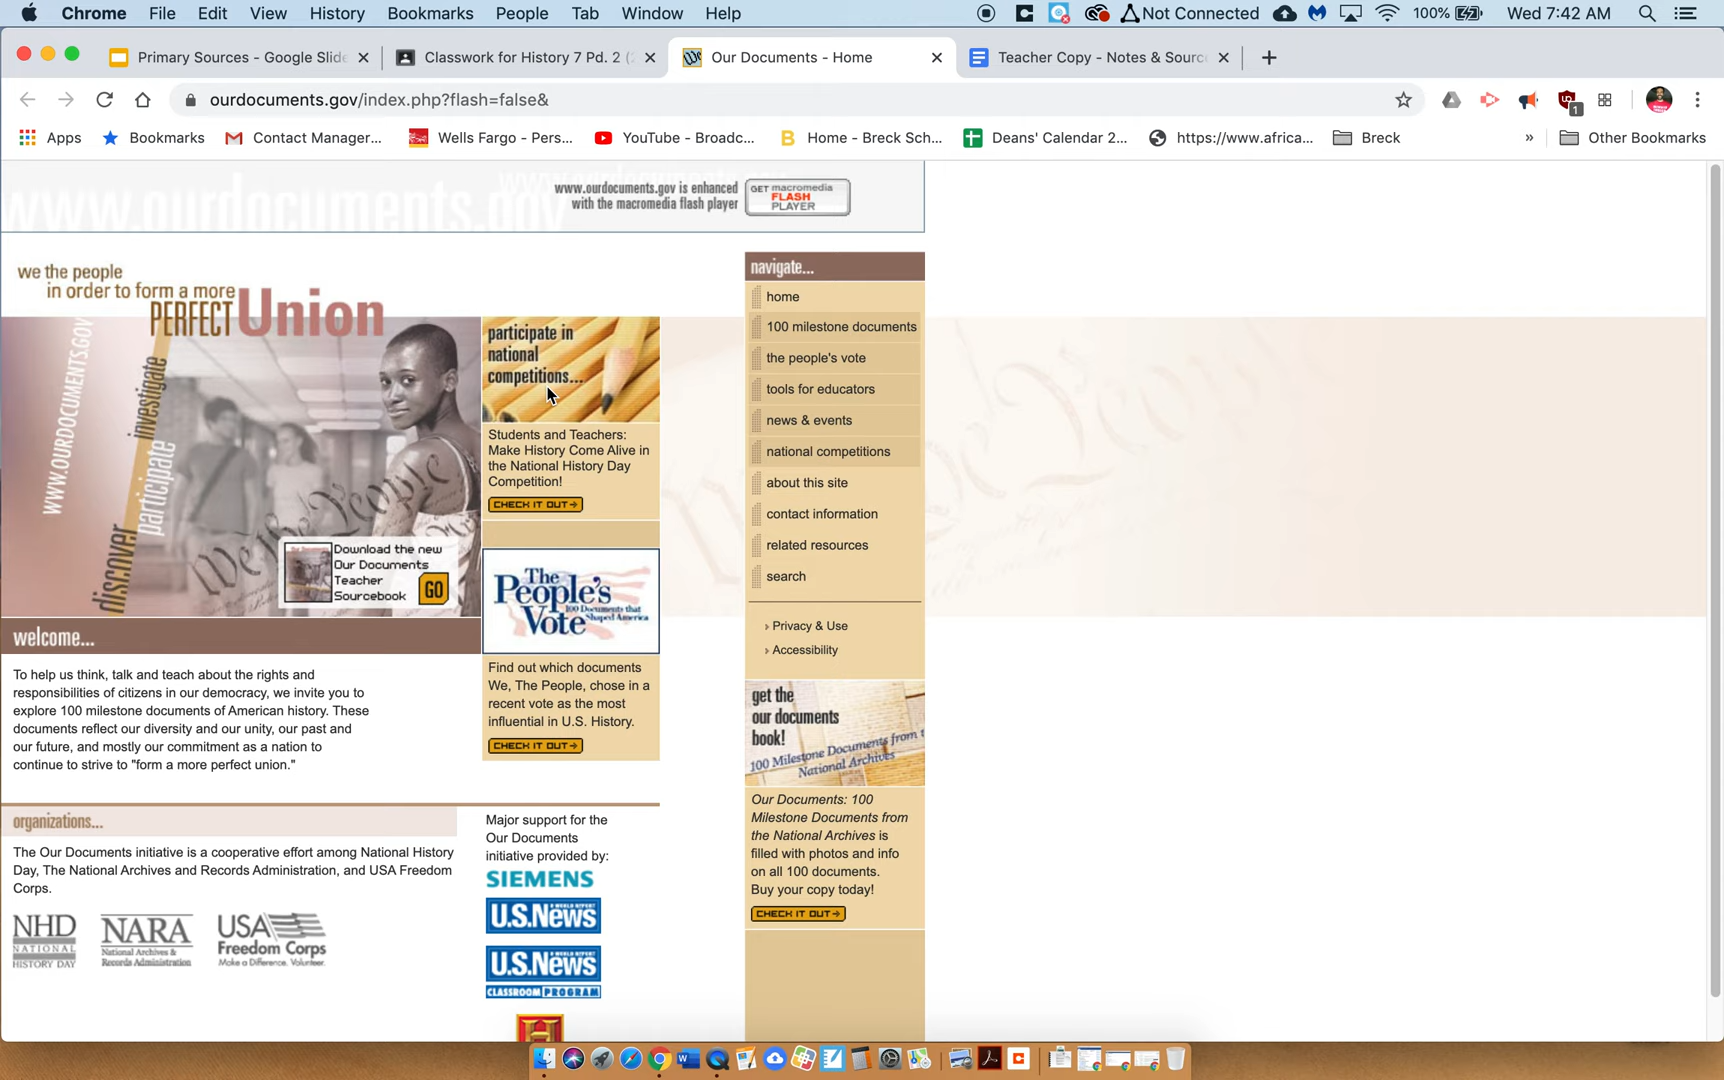 Chrome File Edit View History Bookmarks People Tab Window Help Not Connected 100% Wed 7:42 AM
Primary Sources - Google Slide Classwork for History 7 Pd. 2 ( Our Documents - Home Teacher Copy - Notes & Sourc
ourdocuments.gov/index.php?flash=false&
1
Apps Bookmarks Contact Manager... Wells Fargo - Pers... YouTube - Broadc... Home - Breck Sch... Deans' Calendar 2... https://www.africa... Breck » Other Bookmarks
www.ourdocuments.gov
www.ourdocuments.gov is enhanced
with the macromedia flash player
GET macromedia
FLASH
PLAYER
we the people
in order to form a more
PERFECT Union
WWW.OURDOCUMENTS.GOV
investigate
participate
discover
We the People
Download the new
Our Documents
Teacher
Sourcebook
GO
participate in
national
competitions...
Students and Teachers:
Make History Come Alive in
the National History Day
Competition!
CHECK IT OUT
The
People's
Vote
100 Documents that
Shaped America
Find out which documents
We, The People, chose in a
recent vote as the most
influential in U.S. History.
CHECK IT OUT
welcome...
To help us think, talk and teach about the rights and
responsibilities of citizens in our democracy, we invite you to
explore 100 milestone documents of American history. These
documents reflect our diversity and our unity, our past and
our future, and mostly our commitment as a nation to
continue to strive to "form a more perfect union."
organizations...
The Our Documents initiative is a cooperative effort among National History
Day, The National Archives and Records Administration, and USA Freedom
Corps.
NHD
NATIONAL
HISTORY DAY
NARA
National Archives &
Records Administration
USA
Freedom Corps
Make a Difference. Volunteer.
Major support for the
Our Documents
initiative provided by:
SIEMENS
U.S.News
& WORLD REPORT
U.S.News
CLASSROOM PROGRAM
H
navigate...
home
100 milestone documents
the people's vote
tools for educators
news & events
national competitions
about this site
contact information
related resources
search
› Privacy & Use
› Accessibility
get the
our documents
book!
100 Milestone Documents from t
National Archives
Our Documents: 100
Milestone Documents from
the National Archives is
filled with photos and info
on all 100 documents.
Buy your copy today!
CHECK IT OUT